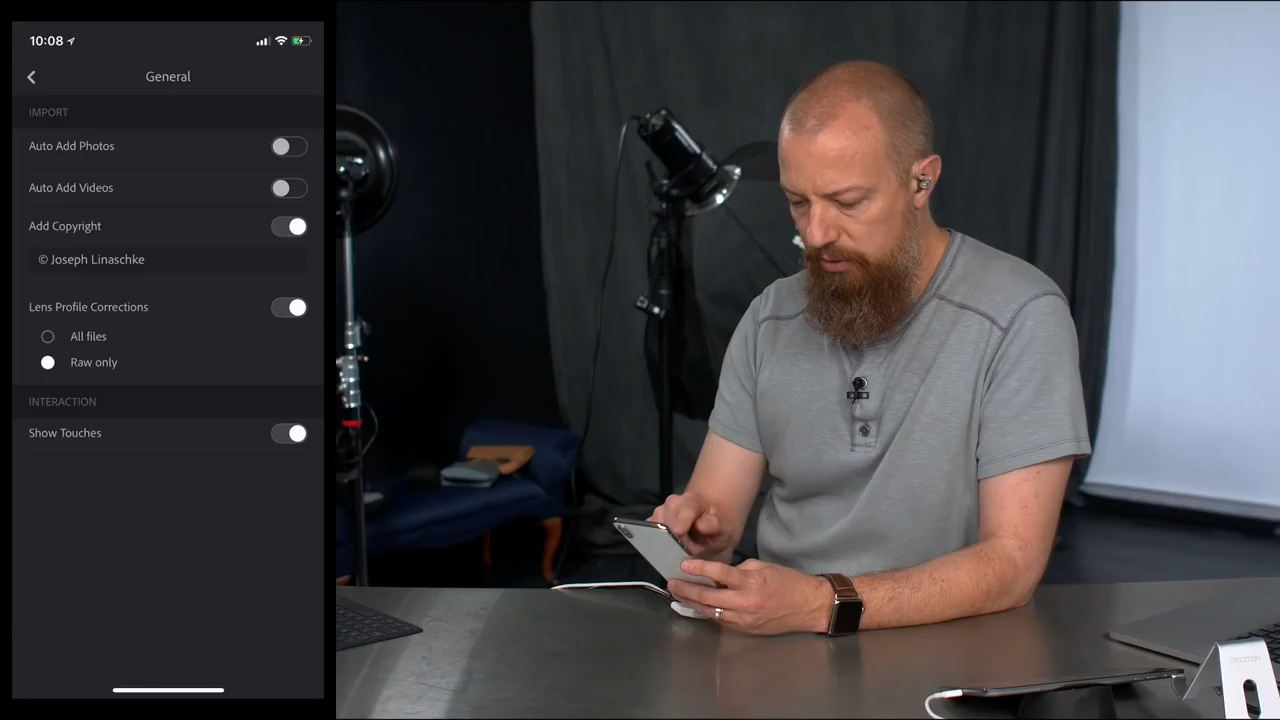 10:08
General
IMPORT
Auto Add Photos
Auto Add Videos
Add Copyright
© Joseph Linaschke
Lens Profile Corrections
All files
Raw only
INTERACTION
Show Touches